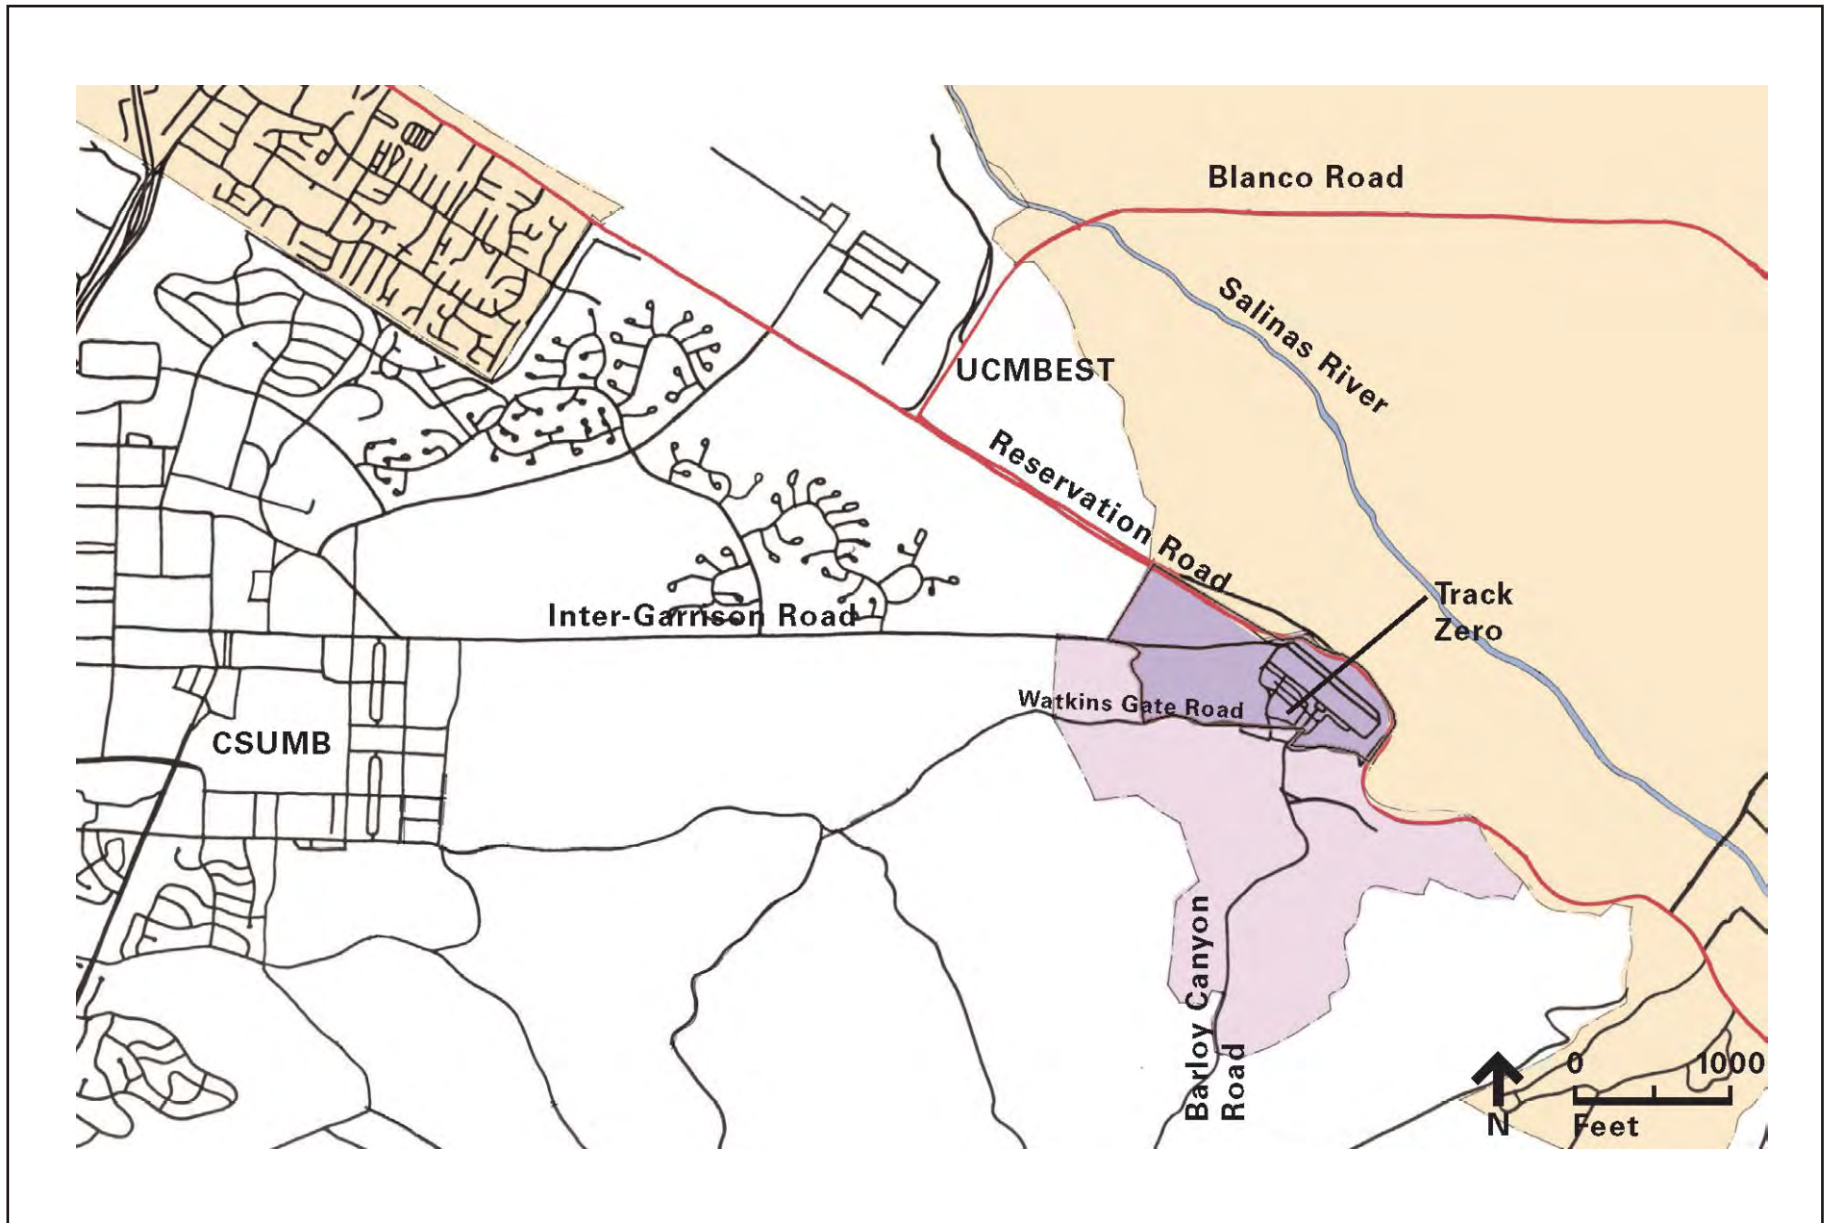 Blanco Road
Salinas River
UCMBEST
Reservation Road
Track
Zero
Inter-Garrison Road
Watkins Gate Road
CSUMB
Barloy Canyon
Road
0 1000
Feet
N